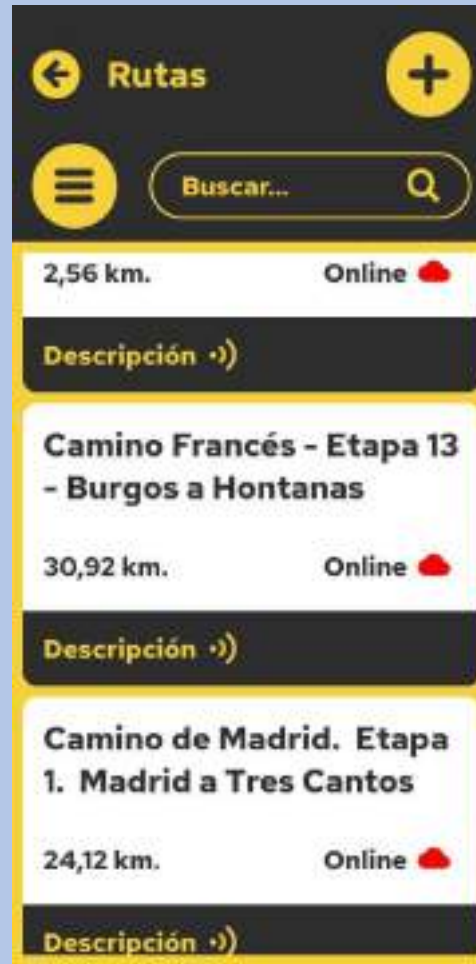 Rutas
Buscar...
2,56 km.
Online
Descripción
Camino Francés - Etapa 13
- Burgos a Hontanas
30,92 km.
Online
Descripción
Camino de Madrid. Etapa
1. Madrid a Tres Cantos
24,12 km.
Online
Descripción